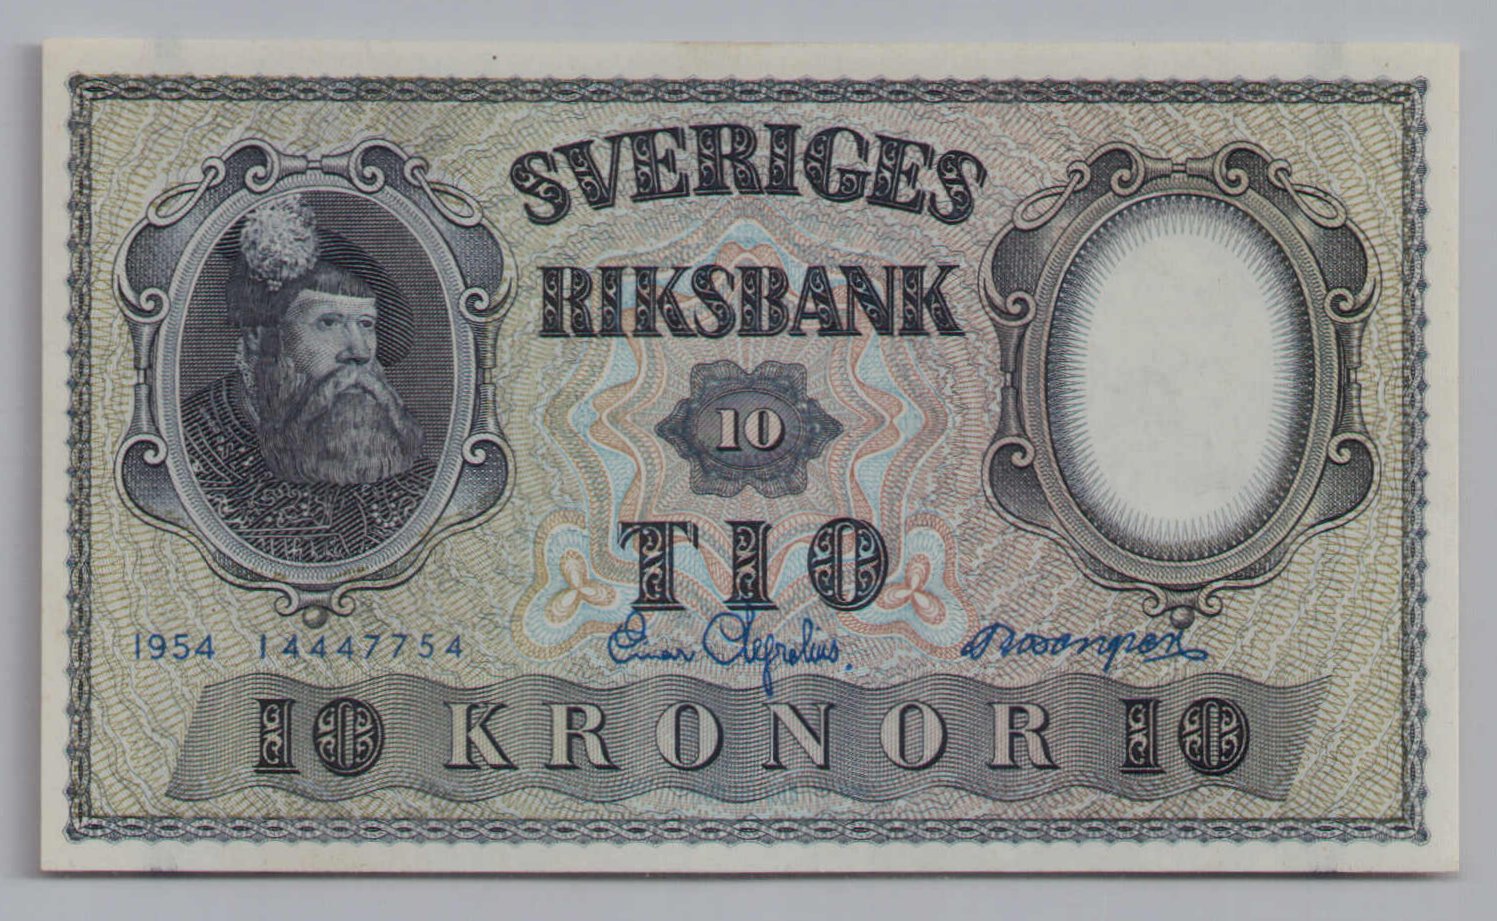 SVERIGES
RIKSBANK
10
TIO
1954 14447754
10 KRONOR 10